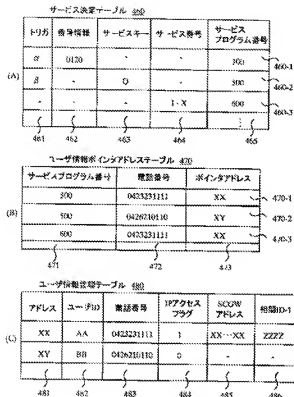 サービス決定テーブル 460
(A)
トリガ 番号情報 サービスキー サービス番号 サービスプログラム番号
α 0120 - -
β - O - 500
- - - 1-X 600
460-1
460-2
460-3
461 462 463 464 465
ユーザ情報ポインタアドレステーブル 470
(B)
サービスプログラム番号 電話番号 ポインタアドレス
500 0423231111 XX
500 0426210110 XY
600 0423231111 XX
470-1
470-2
470-3
471 472 473
ユーザ情報管理テーブル 480
(C)
アドレス ユーザID 電話番号 IPアクセスフラグ SCGWアドレス 相関ID-1
XX AA 0423231111 1 XX…XX ZZZZ
XY BB 0426210110 0 - -
481 482 483 484 485 486